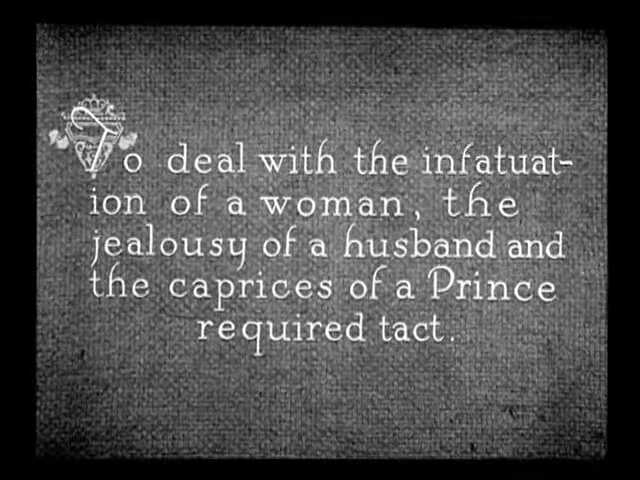 To deal with the infatuat-
ion of a woman, the
jealousy of a husband and
the caprices of a Prince
required tact.